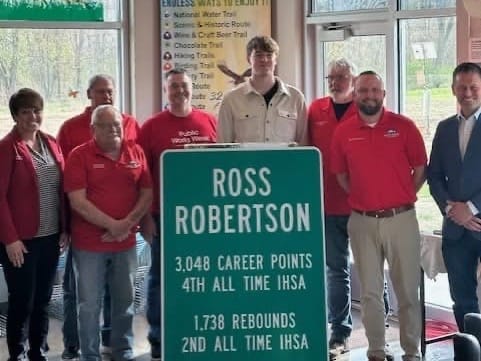 ENDLESS WAYS TO ENJOY IT
National Water Trail
Scenic & Historic Route
Wine & Craft Beer Trail
Chocolate Trail
Hiking Trails
Birding Trail
Public
Works Week
ROSS
ROBERTSON
3,048 CAREER POINTS
4TH ALL TIME IHSA
1,738 REBOUNDS
2ND ALL TIME IHSA